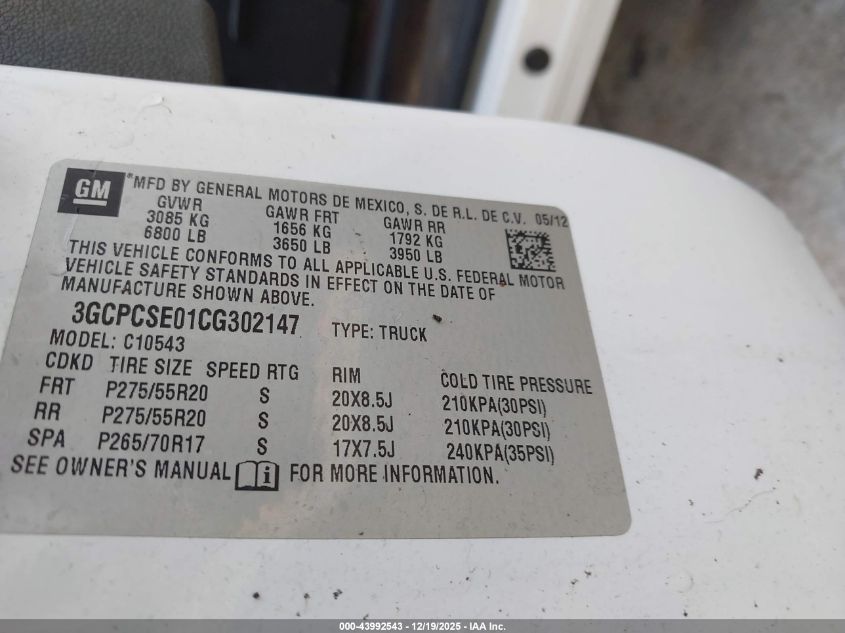 GM *MFD BY GENERAL MOTORS DE MEXICO, S. DE R.L. DE C.V. 05/12
GVWR GAWR FRT GAWR RR
3085 KG 1656 KG 1792 KG
6800 LB 3650 LB 3950 LB
THIS VEHICLE CONFORMS TO ALL APPLICABLE U.S. FEDERAL MOTOR
VEHICLE SAFETY STANDARDS IN EFFECT ON THE DATE OF
MANUFACTURE SHOWN ABOVE.
3GCPCSE01CG302147 TYPE: TRUCK
MODEL: C10543
CDKD TIRE SIZE SPEED RTG RIM COLD TIRE PRESSURE
FRT P275/55R20 S 20X8.5J 210KPA(30PSI)
RR P275/55R20 S 20X8.5J 210KPA(30PSI)
SPA P265/70R17 S 17X7.5J 240KPA(35PSI)
SEE OWNER'S MANUAL i FOR MORE INFORMATION.
000-43992543 - 12/19/2025 - IAA Inc.